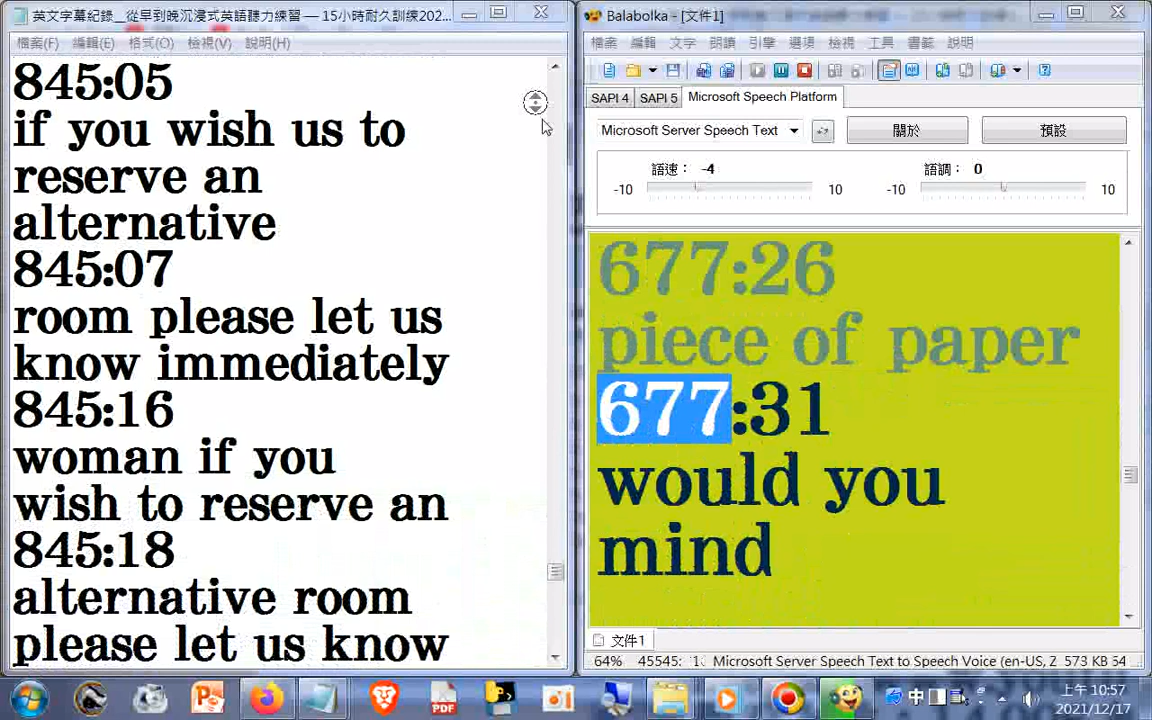 英文字幕紀錄__從早到晚沉浸式英語聽力練習 — 15小時耐久訓練202...
檔案(F) 編輯(E) 格式(O) 檢視(V) 說明(H)
845:05
if you wish us to
reserve an
alternative
845:07
room please let us
know immediately
845:16
woman if you
wish to reserve an
845:18
alternative room
please let us know
Balabolka - [文件1]
檔案 編輯 文字 朗讀 引擎 選項 檢視 工具 書籤 說明
SAPI 4 SAPI 5 Microsoft Speech Platform
Microsoft Server Speech Text 關於 預設
語速： -4 語調： 0
-10 10 -10 10
677:26
piece of paper
677:31
would you
mind
文件1
64% 45545: 1. Microsoft Server Speech Text to Speech Voice (en-US, 2 573 KB 54
中
上午 10:57
2021/12/17